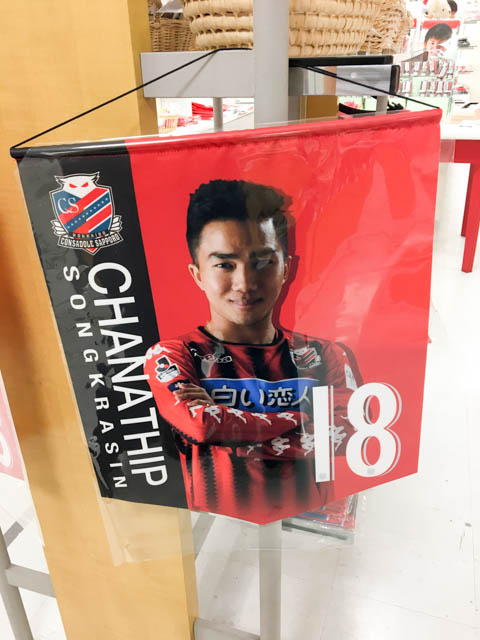 CS
HOKKAIDO
CONSADOLE SAPPORO
CHANATHIP
SONGKRASIN
白い恋人
18